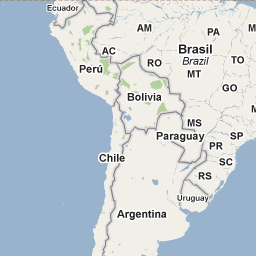 Ecuador
AM
PA
Brasil
Brazil
AC
RO
TO
Perú
MT
Bolivia
GO
MS
Paraguay
SP
PR
Chile
SC
RS
Uruguay
Argentina